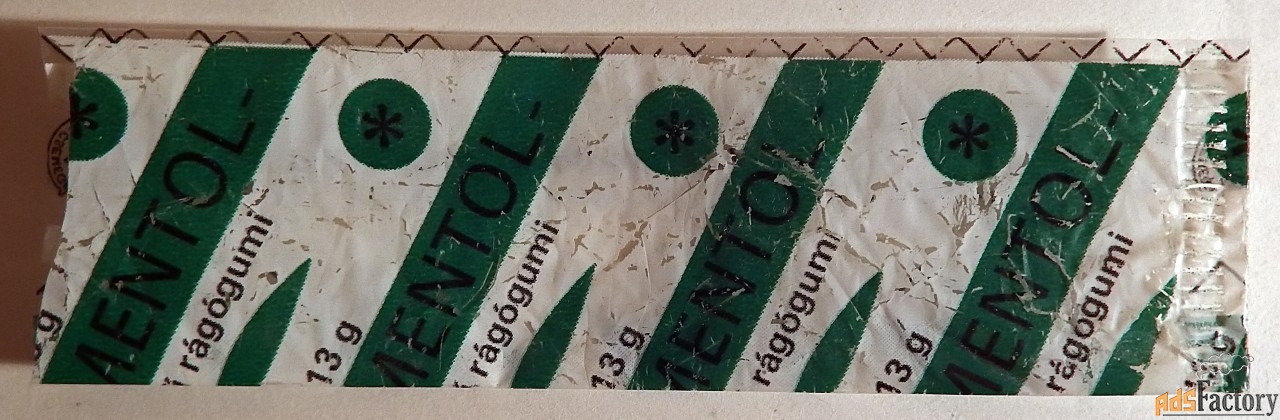 MENTOL-
rágógumi
13 g
MENTOL-
rágógumi
13 g
MENTOL-
rágógumi
13 g
MENTOL-
rágógumi
AdsFactory